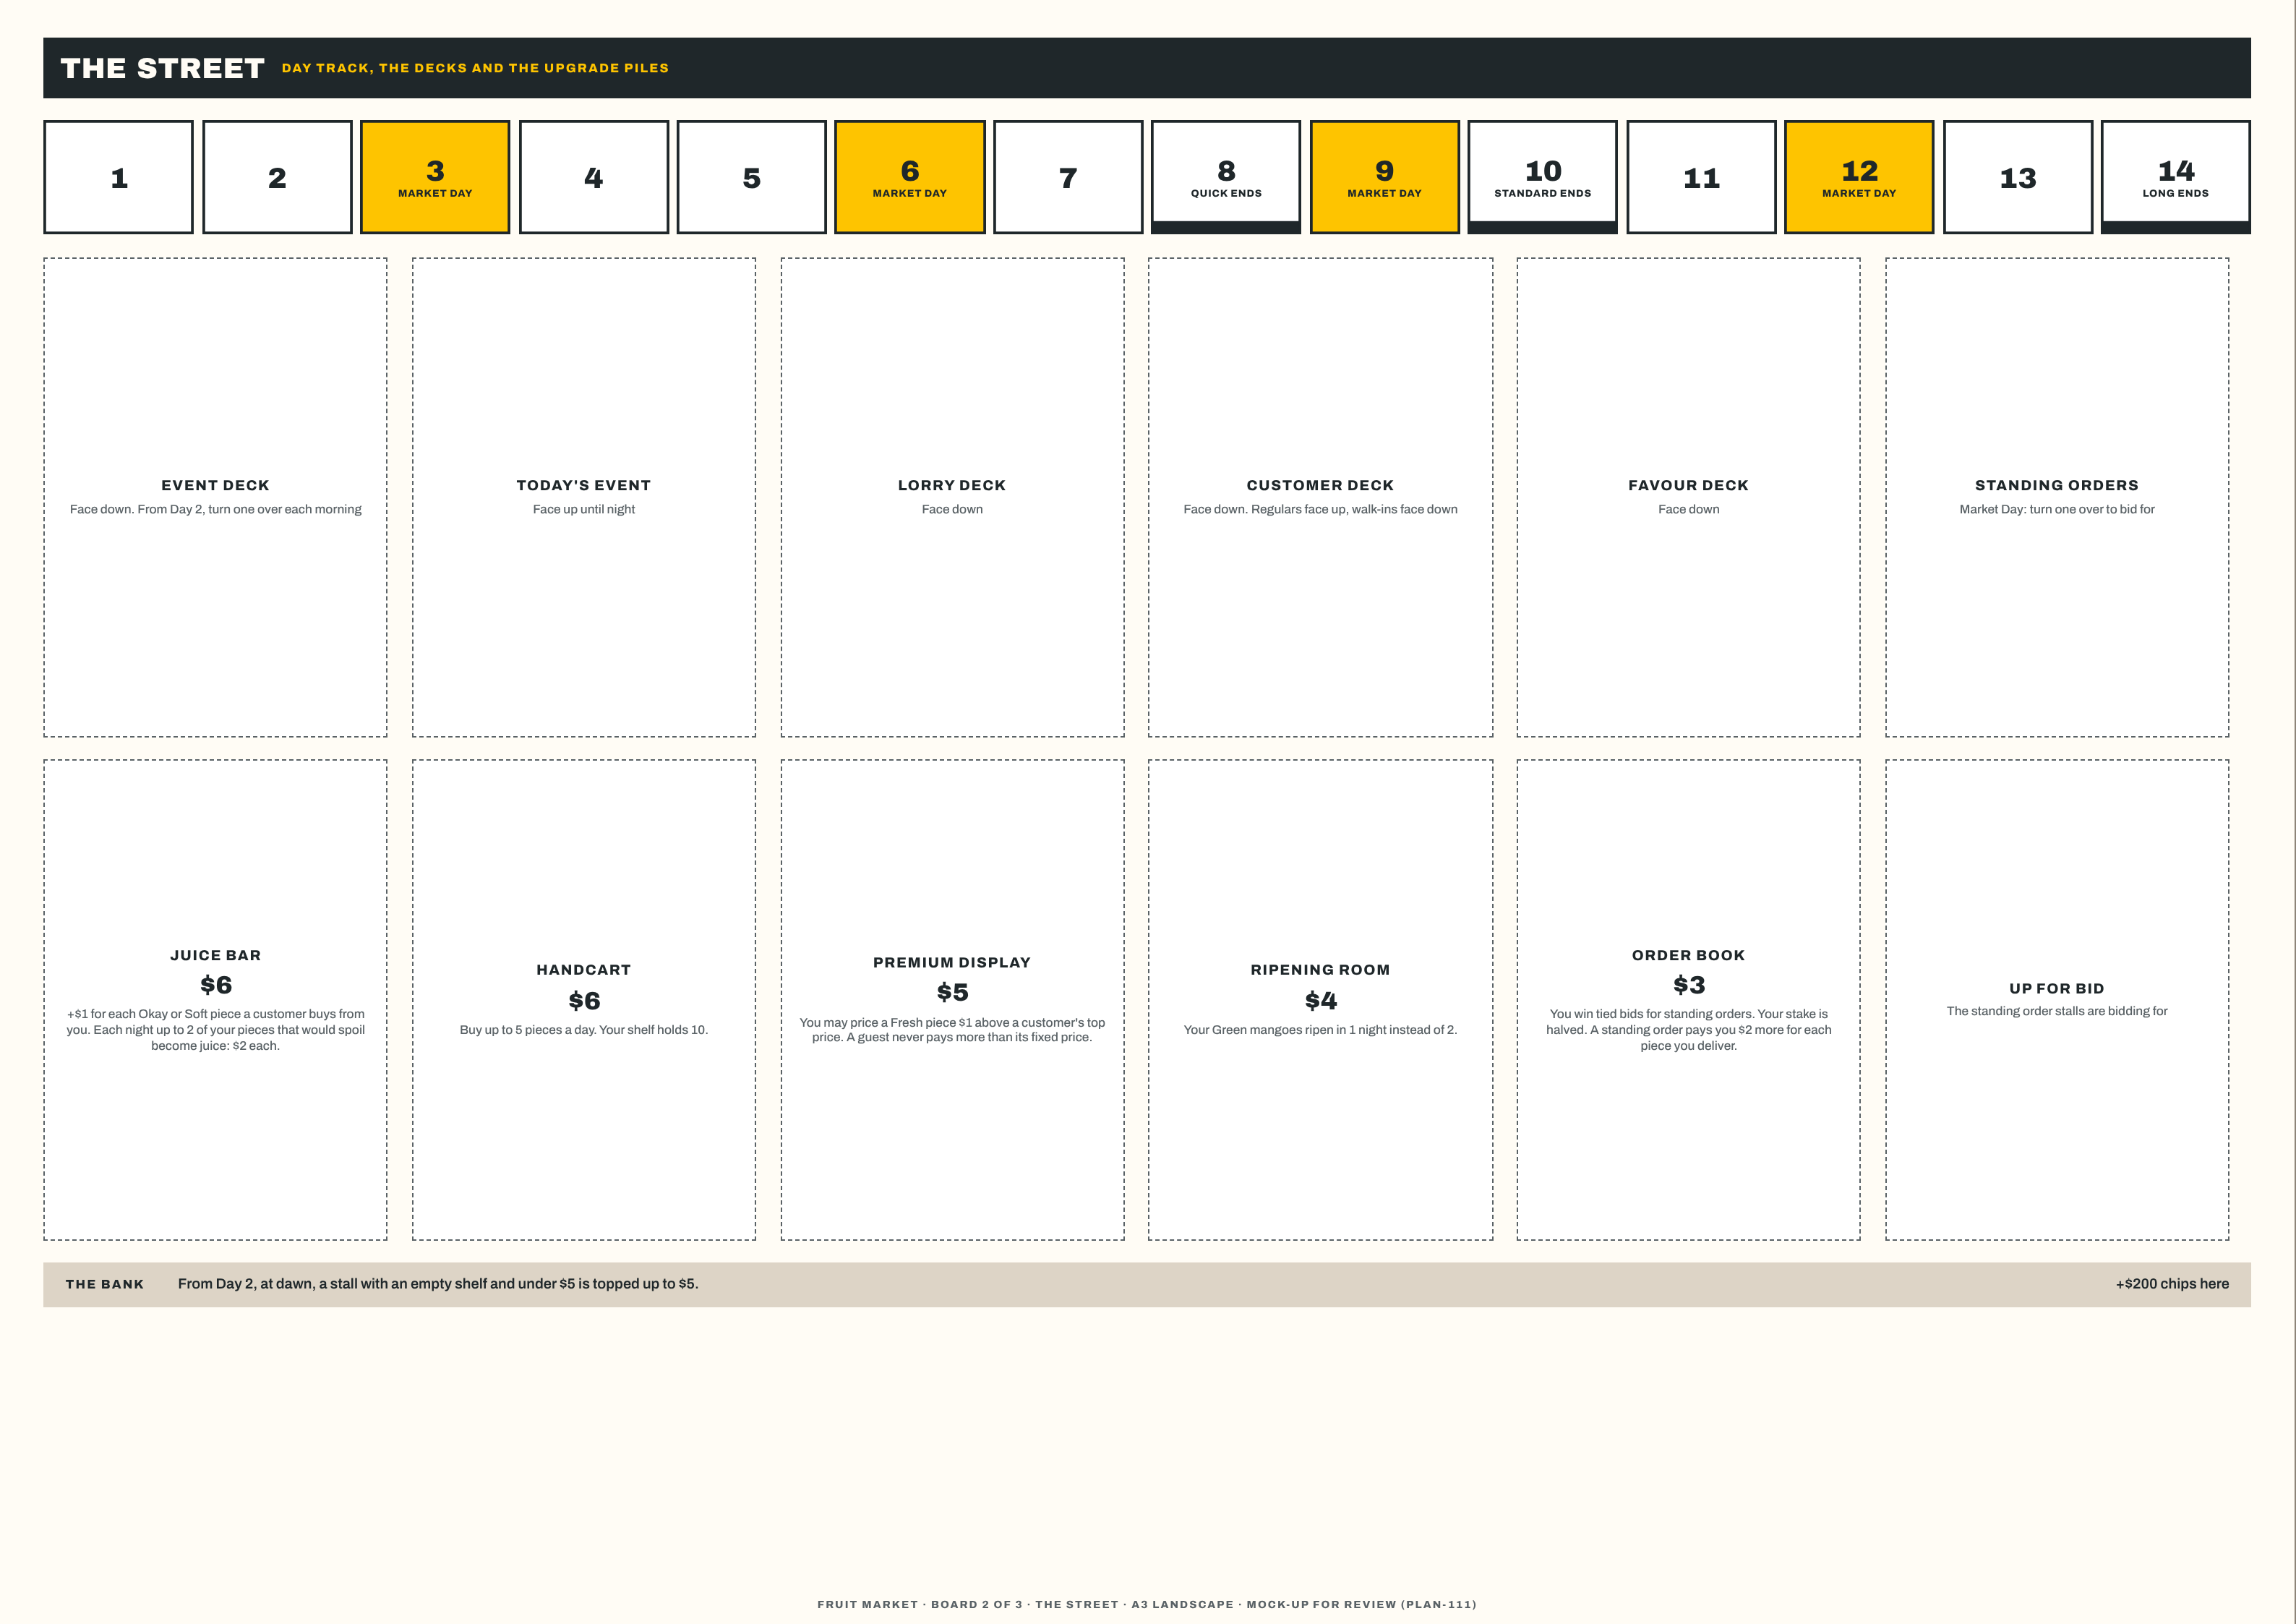 THE STREET DAY TRACK, THE DECKS AND THE UPGRADE PILES
1
2
3
MARKET DAY
4
5
6
MARKET DAY
7
8
QUICK ENDS
9
MARKET DAY
10
STANDARD ENDS
11
12
MARKET DAY
13
14
LONG ENDS
EVENT DECK
Face down. From Day 2, turn one over each morning
TODAY'S EVENT
Face up until night
LORRY DECK
Face down
CUSTOMER DECK
Face down. Regulars face up, walk-ins face down
FAVOUR DECK
Face down
STANDING ORDERS
Market Day: turn one over to bid for
JUICE BAR
$6
+$1 for each Okay or Soft piece a customer buys from
you. Each night up to 2 of your pieces that would spoil
become juice: $2 each.
HANDCART
$6
Buy up to 5 pieces a day. Your shelf holds 10.
PREMIUM DISPLAY
$5
You may price a Fresh piece $1 above a customer's top
price. A guest never pays more than its fixed price.
RIPENING ROOM
$4
Your Green mangoes ripen in 1 night instead of 2.
ORDER BOOK
$3
You win tied bids for standing orders. Your stake is
halved. A standing order pays you $2 more for each
piece you deliver.
UP FOR BID
The standing order stalls are bidding for
THE BANK From Day 2, at dawn, a stall with an empty shelf and under $5 is topped up to $5. +$200 chips here
FRUIT MARKET · BOARD 2 OF 3 · THE STREET · A3 LANDSCAPE · MOCK-UP FOR REVIEW (PLAN-111)